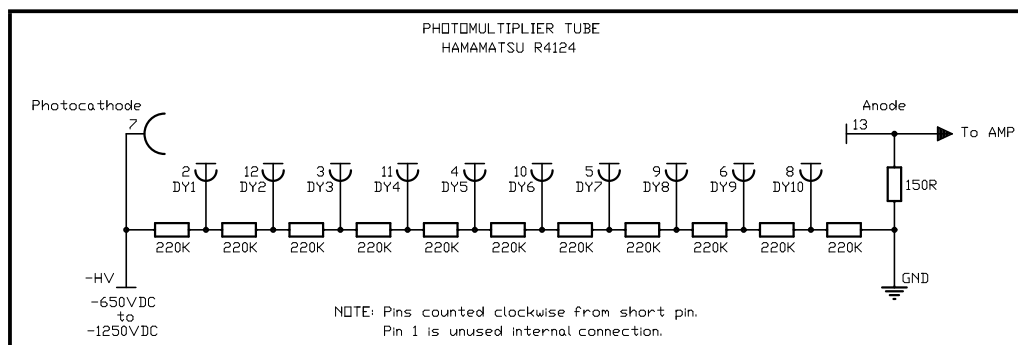 PHOTOMULTIPLIER TUBE
HAMAMATSU R4124
Photocathode
Anode
7
13
To AMP
2
12
3
11
4
10
5
9
6
8
DY1
DY2
DY3
DY4
DY5
DY6
DY7
DY8
DY9
DY10
150R
220K
220K
220K
220K
220K
220K
220K
220K
220K
220K
220K
-HV
GND
-650VDC
to
-1250VDC
NOTE: Pins counted clockwise from short pin.
Pin 1 is unused internal connection.